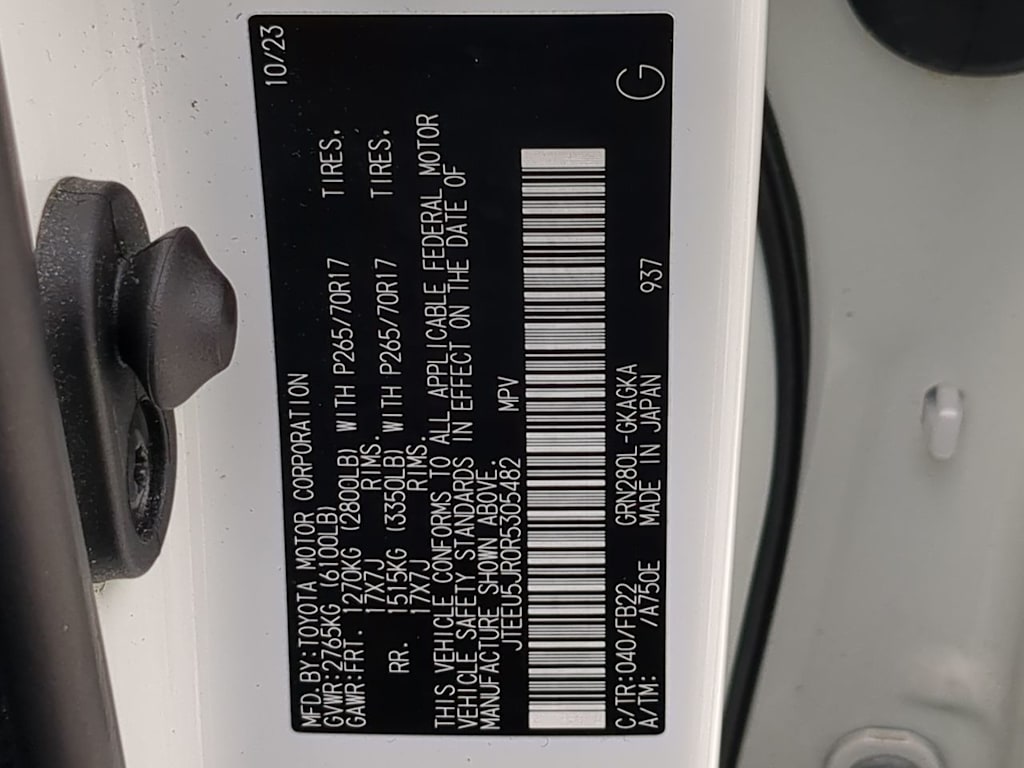 MFD.BY:TOYOTA MOTOR CORPORATION 10/23
GVWR:2765KG (6100LB)
GAWR:FRT. 1270KG (2800LB) WITH P265/70R17 TIRES.
17X7J RIMS.
RR. 1515KG (3350LB) WITH P265/70R17 TIRES.
17X7J RIMS.
THIS VEHICLE CONFORMS TO ALL APPLICABLE FEDERAL MOTOR
VEHICLE SAFETY STANDARDS IN EFFECT ON THE DATE OF
MANUFACTURE SHOWN ABOVE.
JTEEU5JR0R5305482 MPV
C/TR:040/FB22 GRN280L-GKAGKA
A/TM: /A750E MADE IN JAPAN 937
G